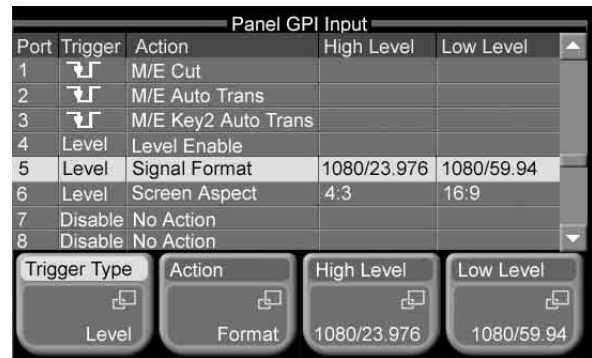 Panel GPI Input
Port Trigger Action High Level Low Level
1 M/E Cut
2 M/E Auto Trans
3 M/E Key2 Auto Trans
4 Level Level Enable
5 Level Signal Format 1080/23.976 1080/59.94
6 Level Screen Aspect 4:3 16:9
7 Disable No Action
8 Disable No Action
Trigger Type Action High Level Low Level
Level Format 1080/23.976 1080/59.94